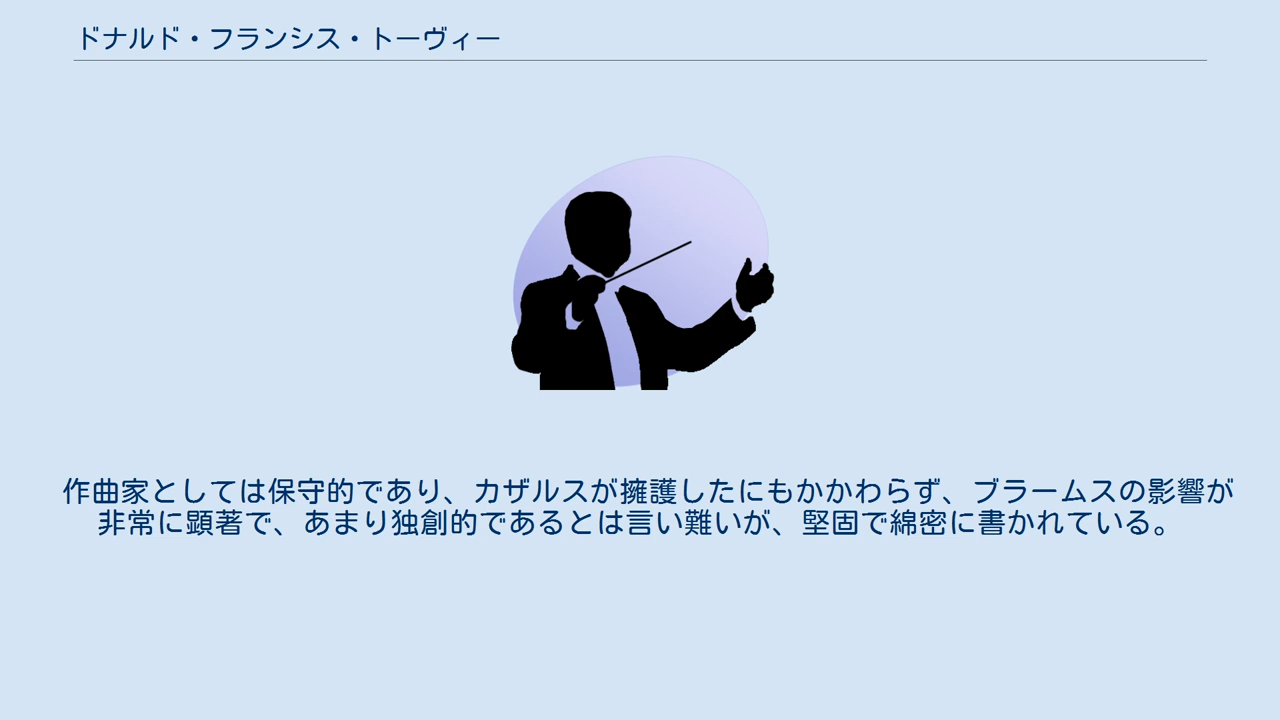 ドナルド・フランシス・トーヴィー
作曲家としては保守的であり、カザルスが擁護したにもかかわらず、ブラームスの影響が
非常に顕著で、あまり独創的であるとは言い難いが、堅固で綿密に書かれている。